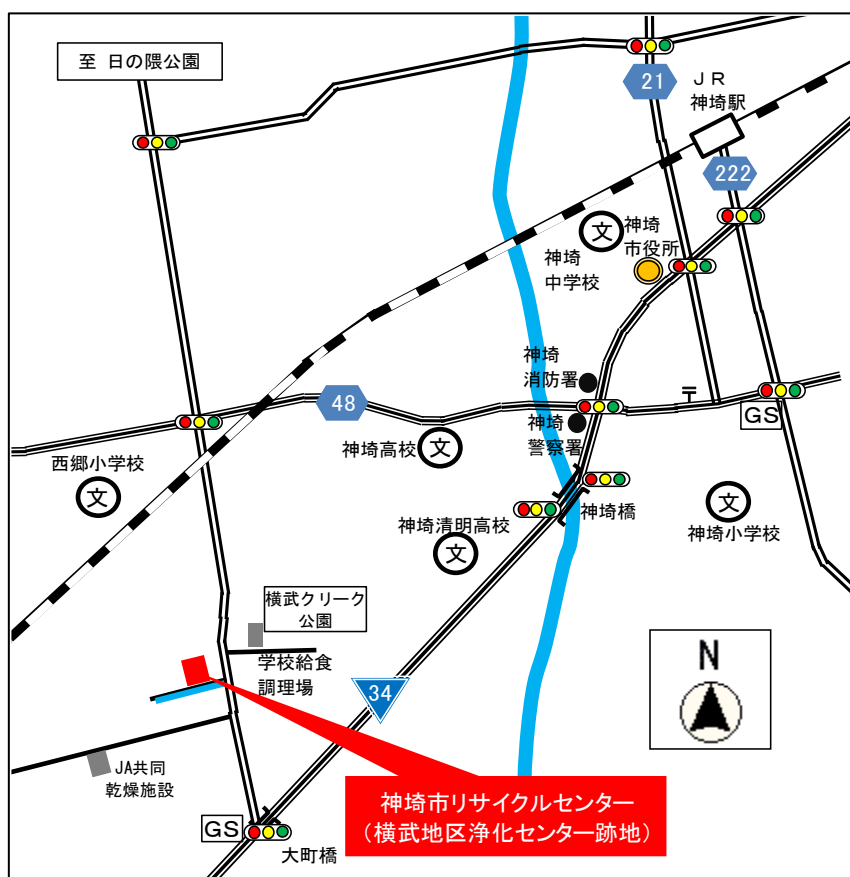 至 日の隈公園
21
ＪＲ
神埼駅
222
文
神埼
市役所
神埼
中学校
神埼
消防署
48
〒
GS
神埼高校
文
神埼
警察署
西郷小学校
文
神埼清明高校
文
神埼橋
文
神埼小学校
横武クリーク
公園
学校給食
調理場
34
N
JA共同
乾燥施設
神埼市リサイクルセンター
（横武地区浄化センター跡地）
GS
大町橋